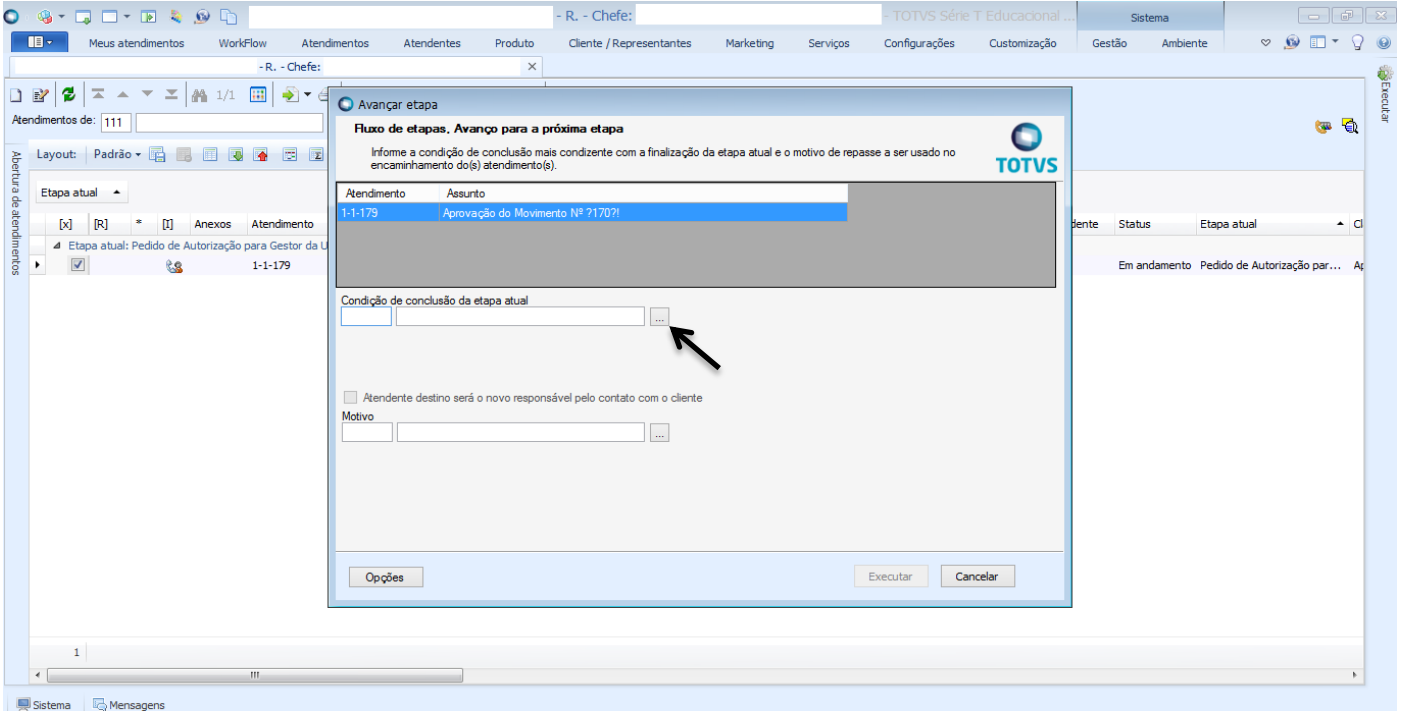 - R. - Chefe:
- TOTVS Série T Educacional ...
Sistema
Meus atendimentos WorkFlow Atendimentos Atendentes Produto Cliente / Representantes Marketing Serviços Configurações Customização Gestão Ambiente
- R. - Chefe:
Executar
1/1
Atendimentos de: 111
Abertura de atendimentos
Layout: Padrão
Etapa atual
[x] [R] * [I] Anexos Atendimento
dente Status Etapa atual Cl
Etapa atual: Pedido de Autorização para Gestor da U
1-1-179
Em andamento Pedido de Autorização par... Ap
Avançar etapa
Fluxo de etapas, Avanço para a próxima etapa
Informe a condição de conclusão mais condizente com a finalização da etapa atual e o motivo de repasse a ser usado no
encaminhamento do(s) atendimento(s).
TOTVS
Atendimento Assunto
1-1-179 Aprovação do Movimento Nº ?170?!
Condição de conclusão da etapa atual
...
Atendente destino será o novo responsável pelo contato com o cliente
Motivo
...
Opções Executar Cancelar
1
Sistema Mensagens